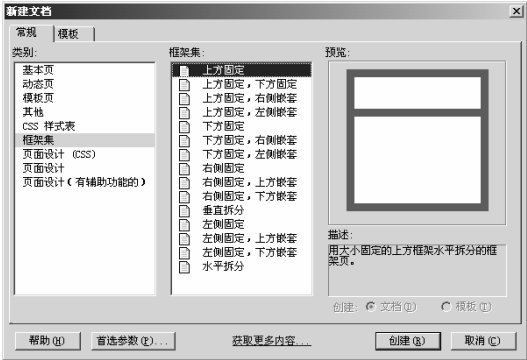 新建文档
常规 模板
类别: 框架集: 预览:
基本页
动态页
模板页
其他
CSS 样式表
框架集
页面设计 (CSS)
页面设计
页面设计(有辅助功能的)
上方固定
上方固定,下方固定
上方固定,右侧嵌套
上方固定,左侧嵌套
下方固定
下方固定,右侧嵌套
下方固定,左侧嵌套
右侧固定
右侧固定,上方嵌套
右侧固定,下方嵌套
垂直拆分
左侧固定
左侧固定,上方嵌套
左侧固定,下方嵌套
水平拆分
描述:
用大小固定的上方框架水平拆分的框
架页。
创建: 文档(D) 模板(T)
帮助(H) 首选参数(P)... 获取更多内容... 创建(R) 取消(C)